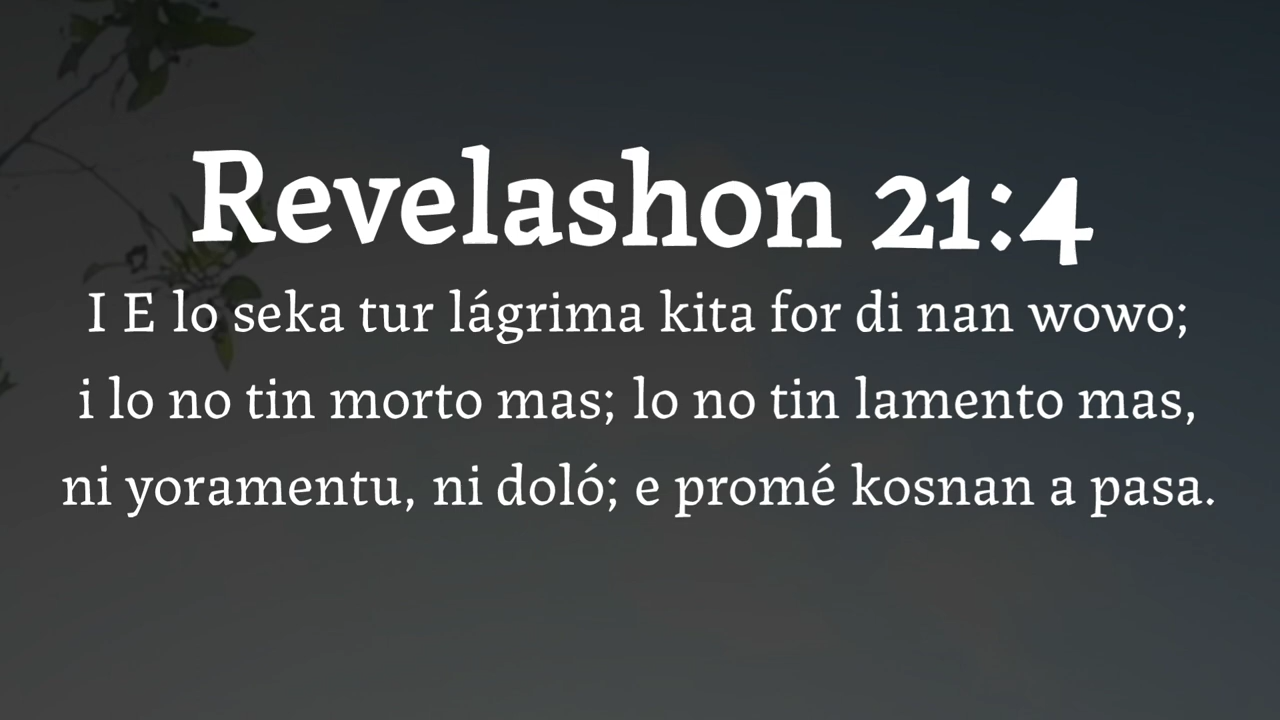 Revelashon 21:4
I E lo seka tur lágrima kita for di nan wowo;
i lo no tin morto mas; lo no tin lamento mas,
ni yoramentu, ni doló; e promé kosnan a pasa.